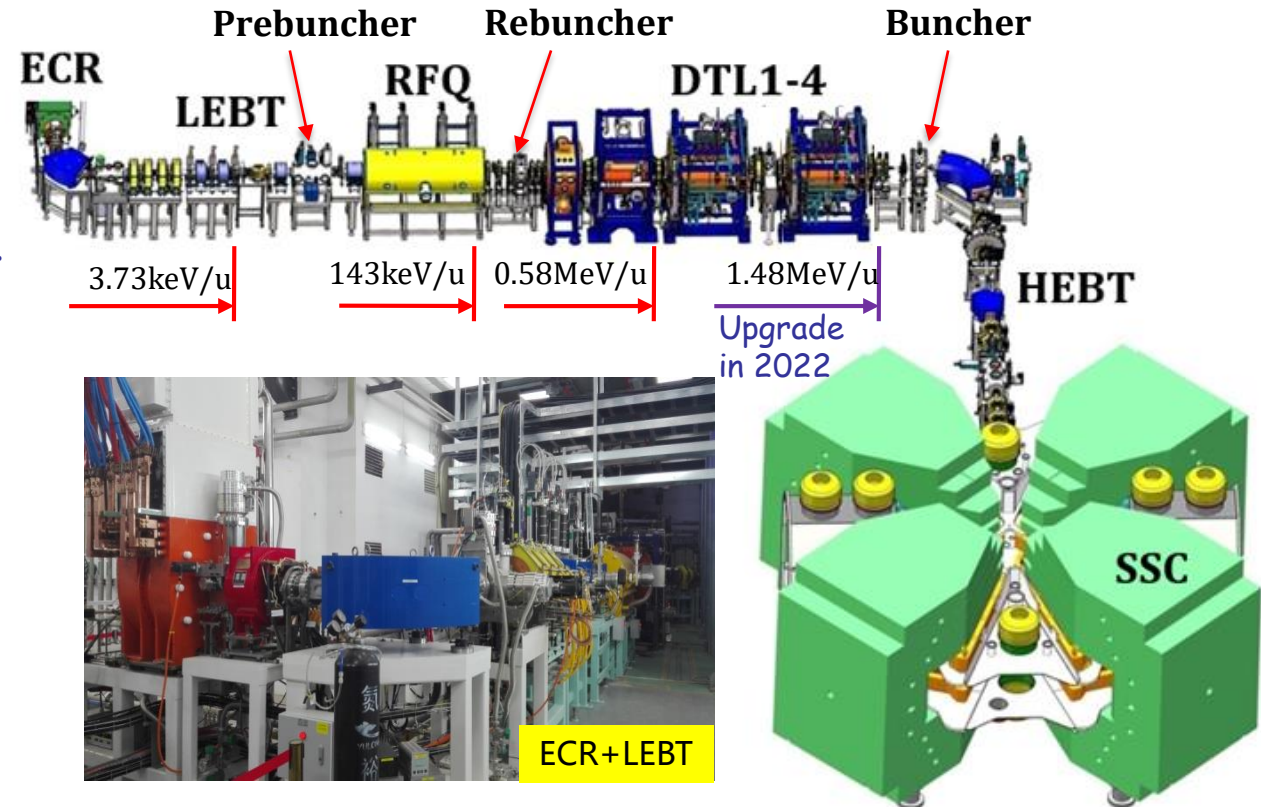 Prebuncher
Rebuncher
Buncher
ECR
LEBT
RFQ
DTL1-4
3.73keV/u
143keV/u
0.58MeV/u
1.48MeV/u
Upgrade
in 2022
HEBT
SSC
ECR+LEBT